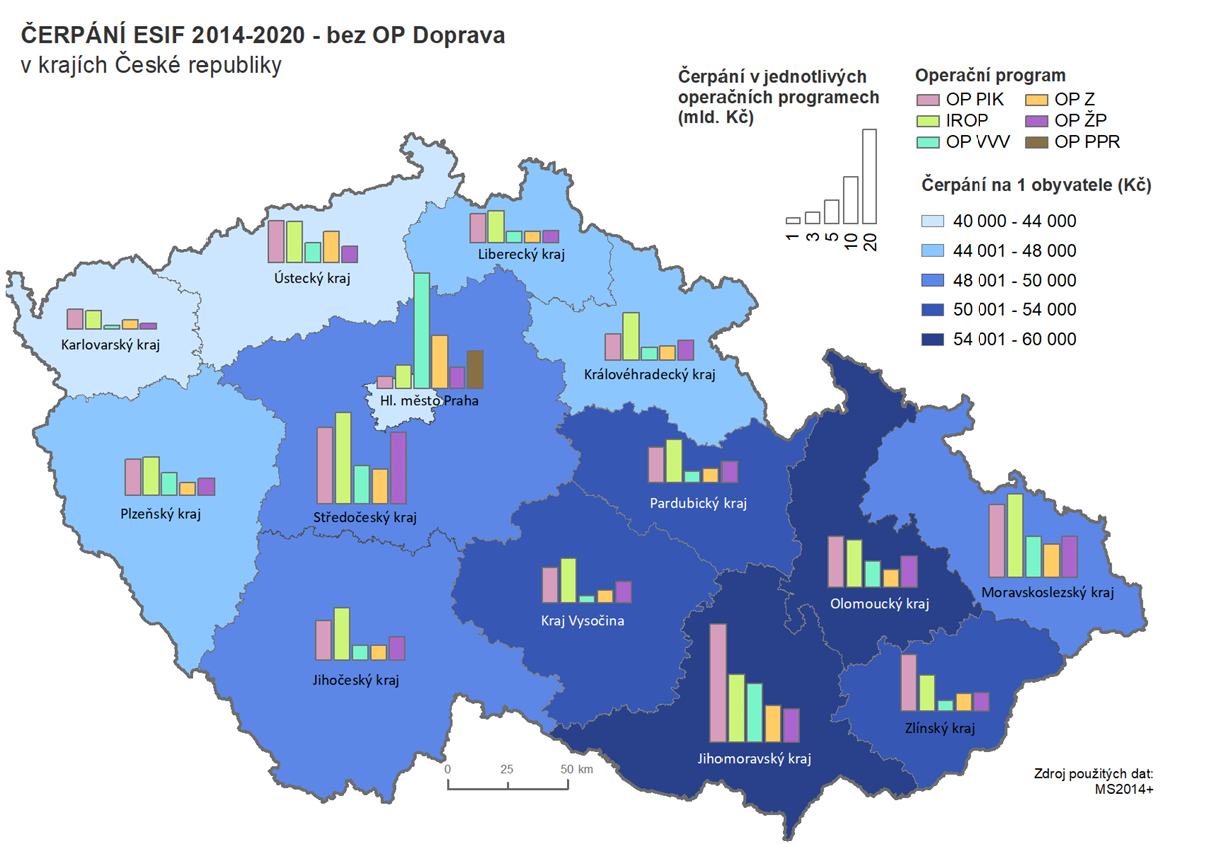 ČERPÁNÍ ESIF 2014-2020 - bez OP Doprava
v krajích České republiky
Čerpání v jednotlivých
operačních programech
(mld. Kč)
1 3 5 10 20
Operační program
OP PIK OP Z
IROP OP ŽP
OP VVV OP PPR
Čerpání na 1 obyvatele (Kč)
40 000 - 44 000
44 001 - 48 000
48 001 - 50 000
50 001 - 54 000
54 001 - 60 000
Liberecký kraj
Ústecký kraj
Karlovarský kraj
Královéhradecký kraj
Hl. město Praha
Pardubický kraj
Plzeňský kraj
Středočeský kraj
Moravskoslezský kraj
Olomoucký kraj
Kraj Vysočina
Jihočeský kraj
Zlínský kraj
Jihomoravský kraj
0 25 50 km
Zdroj použitých dat:
MS2014+